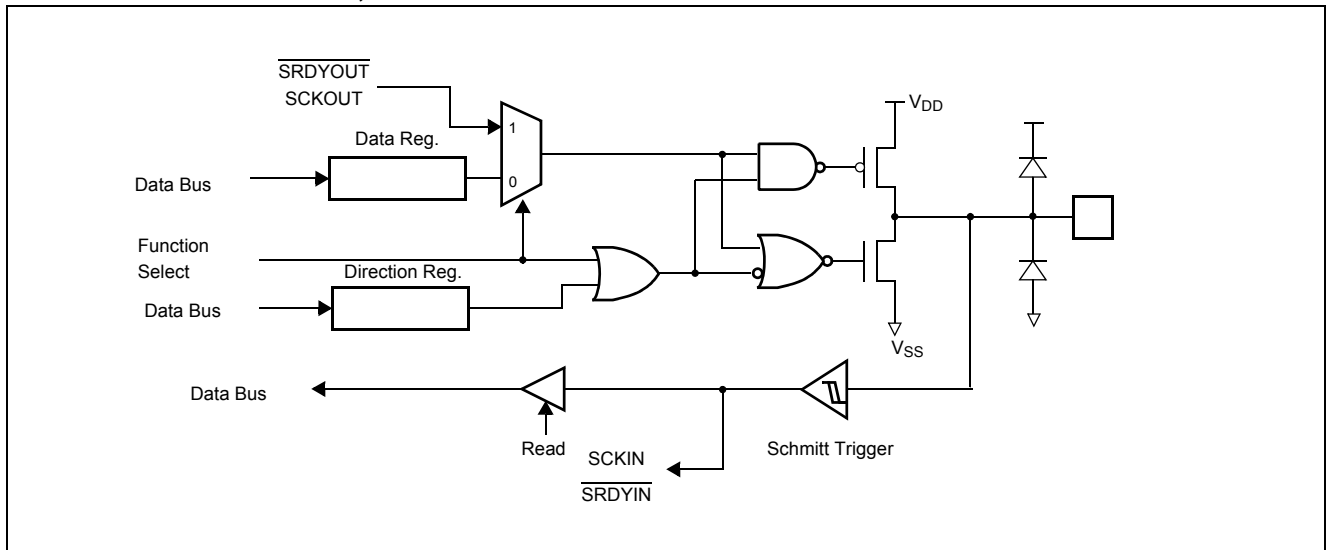 SRDYOUT
SCKOUT
VDD
Data Reg.
1
0
Data Bus
Function
Select
Direction Reg.
Data Bus
VSS
Data Bus
Read
SCKIN
SRDYIN
Schmitt Trigger